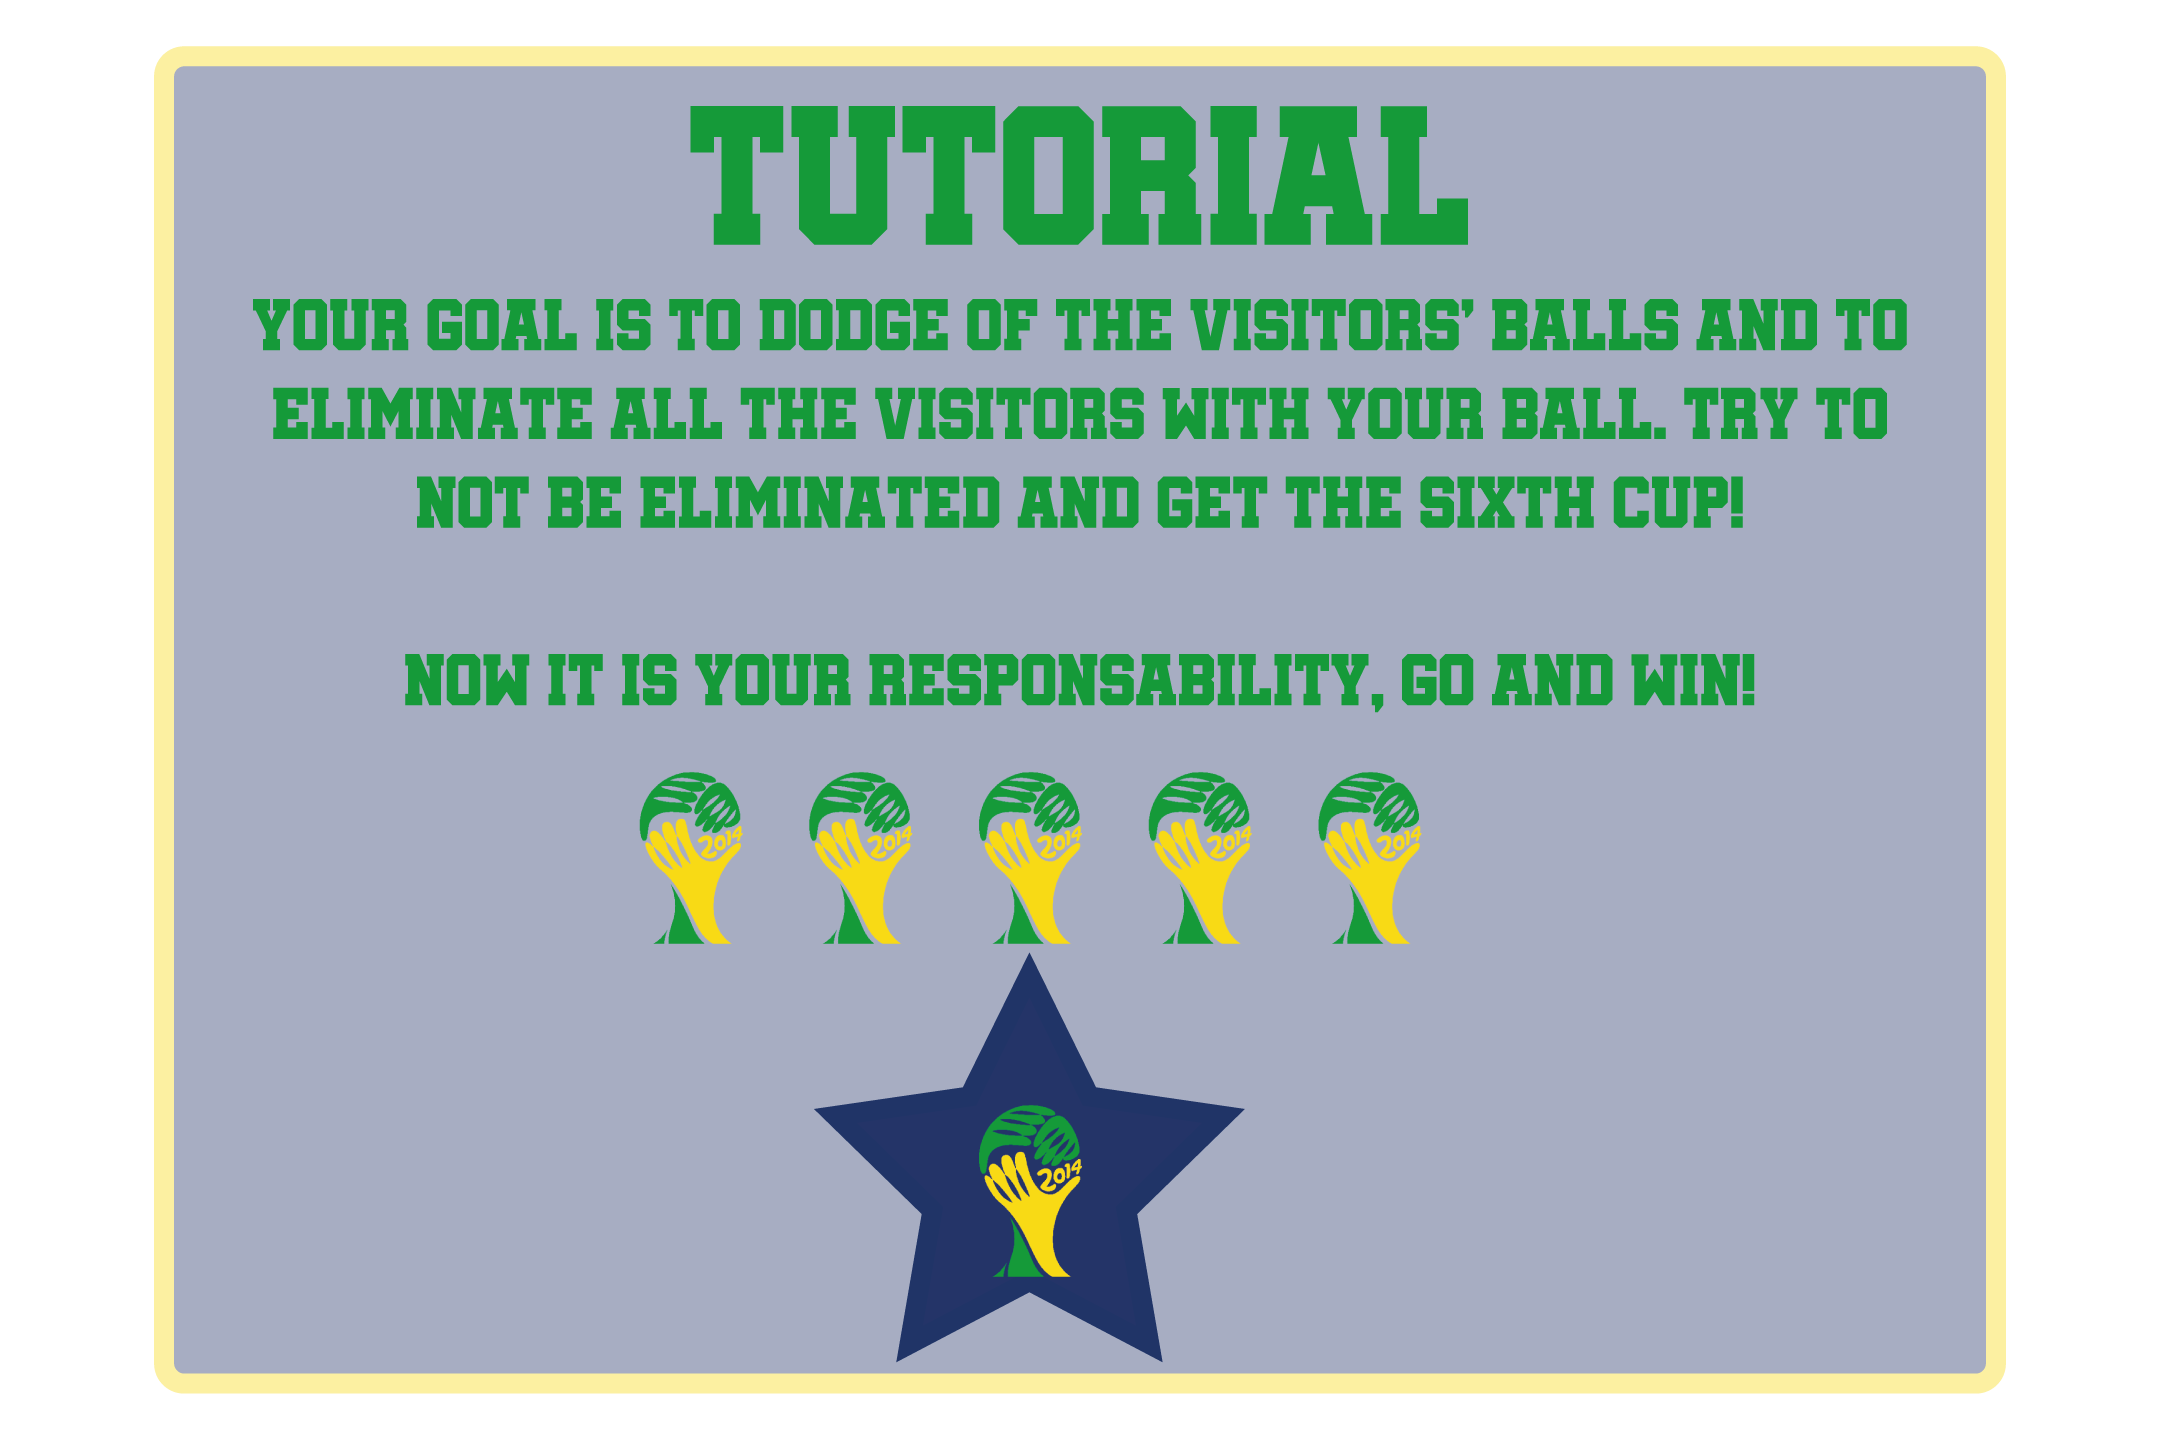 TUTORIAL
YOUR GOAL IS TO DODGE OF THE VISITORS’ BALLS AND TO
ELIMINATE ALL THE VISITORS WITH YOUR BALL. TRY TO
NOT BE ELIMINATED AND GET THE SIXTH CUP!
NOW IT IS YOUR RESPONSABILITY, GO AND WIN!
2014 2014 2014 2014 2014
2014